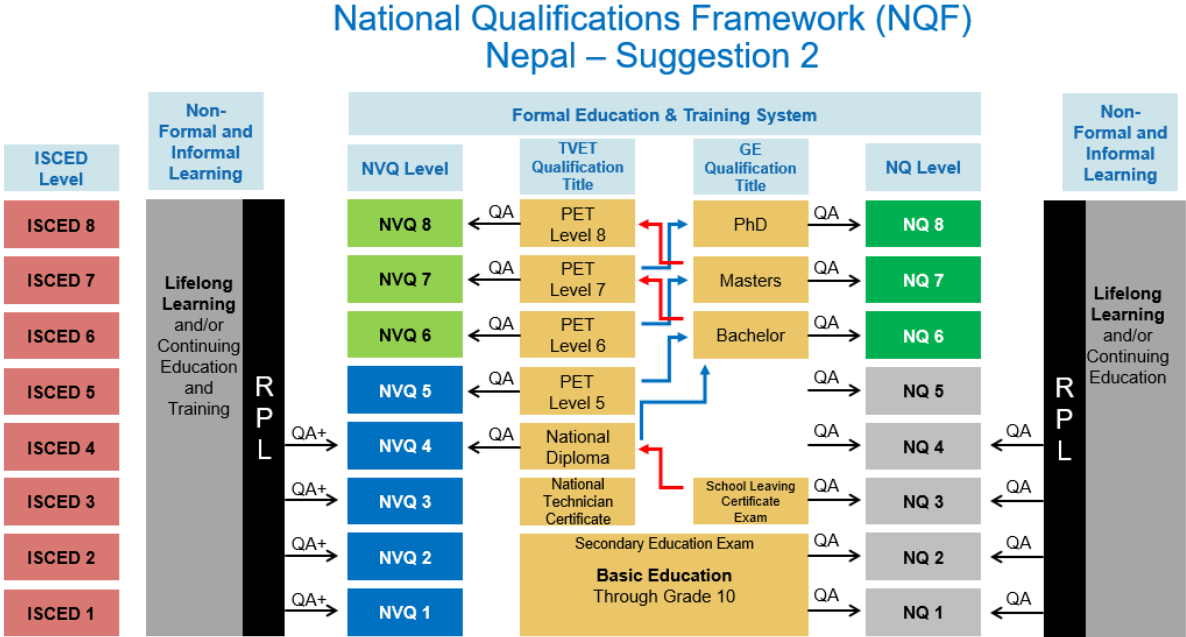 National Qualifications Framework (NQF)
Nepal – Suggestion 2
Non-
Formal and
Informal
Learning
Formal Education & Training System
Non-
Formal and
Informal
Learning
ISCED
Level
NVQ Level
TVET
Qualification
Title
GE
Qualification
Title
NQ Level
ISCED 8
NVQ 8
QA
PET
Level 8
PhD
QA
NQ 8
ISCED 7
NVQ 7
QA
PET
Level 7
Masters
QA
NQ 7
ISCED 6
NVQ 6
QA
PET
Level 6
Bachelor
QA
NQ 6
ISCED 5
NVQ 5
QA
PET
Level 5
QA
NQ 5
ISCED 4
QA+
NVQ 4
QA
National
Diploma
QA
NQ 4
QA
ISCED 3
QA+
NVQ 3
National
Technician
Certificate
School Leaving
Certificate
Exam
QA
NQ 3
QA
ISCED 2
QA+
NVQ 2
Secondary Education Exam
QA
NQ 2
QA
ISCED 1
QA+
NVQ 1
Basic Education
Through Grade 10
QA
NQ 1
QA
Lifelong
Learning
and/or
Continuing
Education
and
Training
R
P
L
R
P
L
Lifelong
Learning
and/or
Continuing
Education